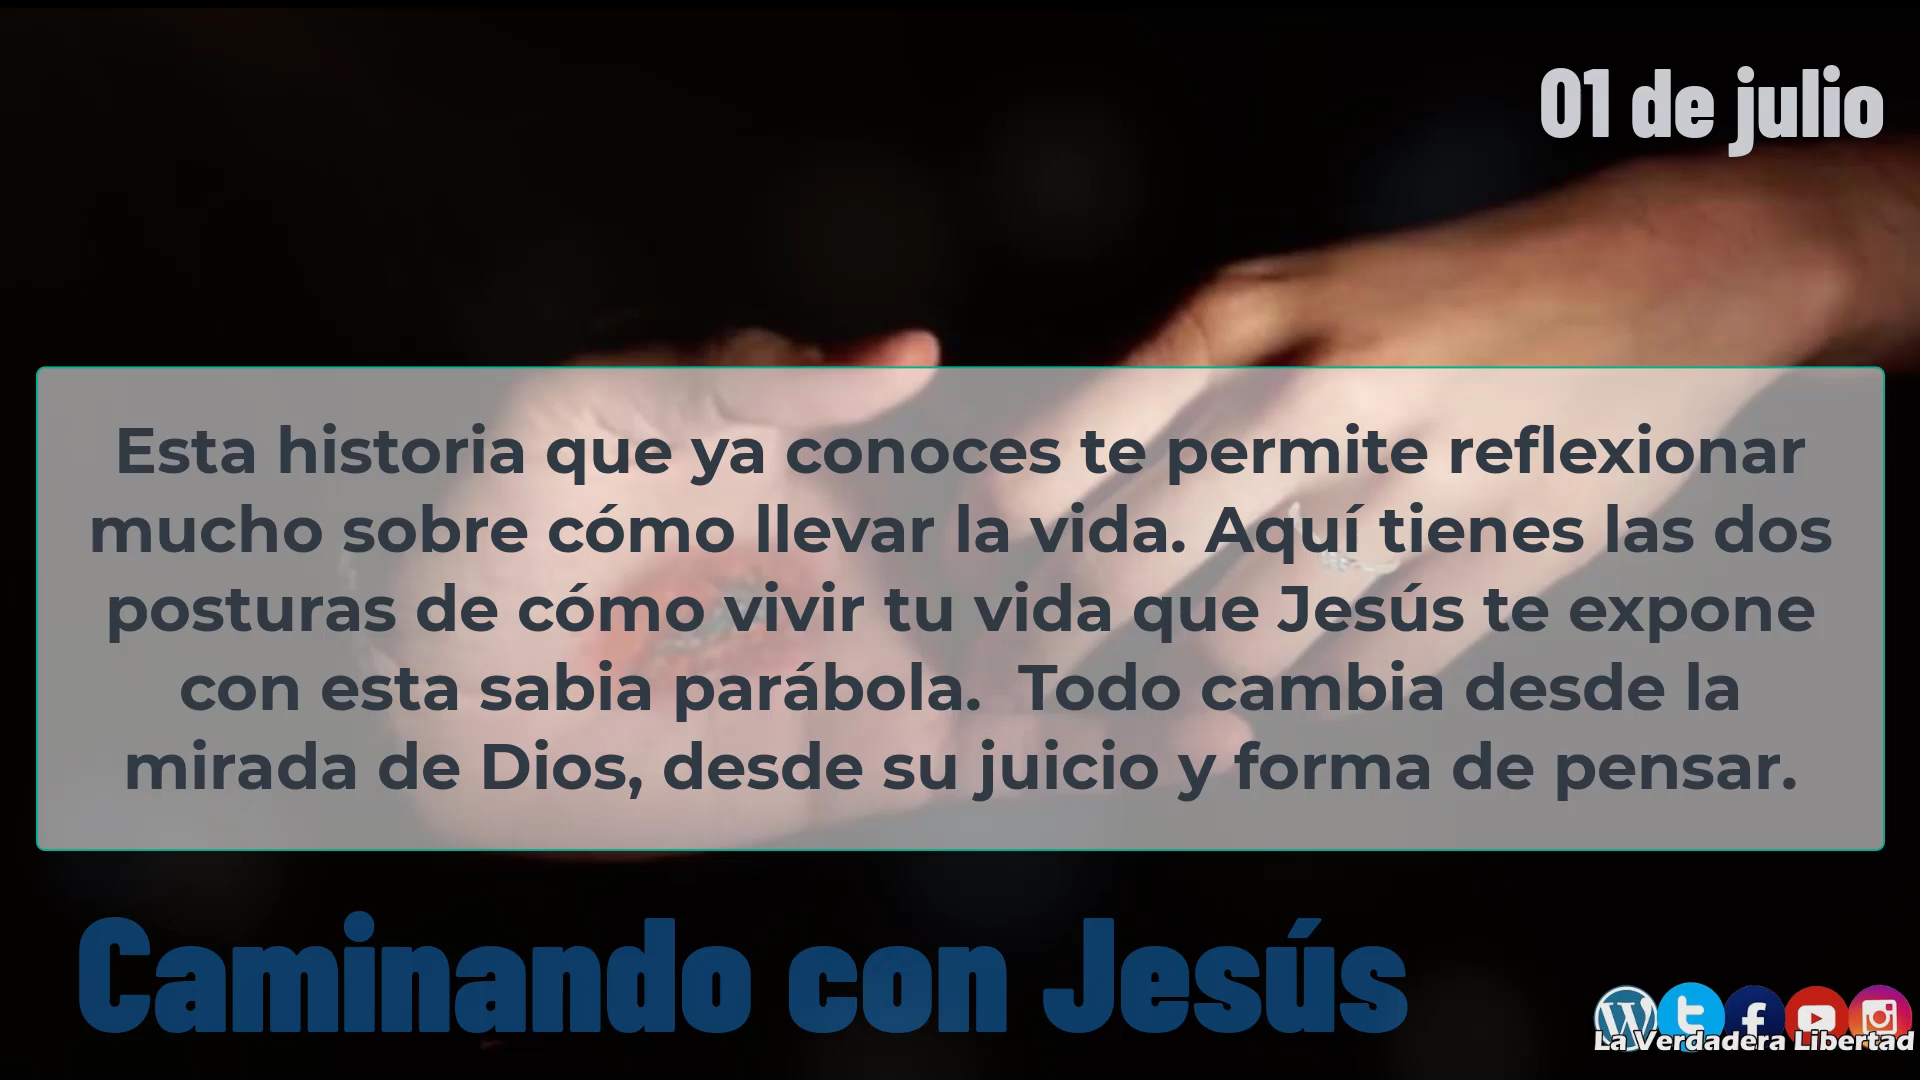 01 de julio
Esta historia que ya conoces te permite reflexionar
mucho sobre cómo llevar la vida. Aquí tienes las dos
posturas de cómo vivir tu vida que Jesús te expone
con esta sabia parábola.  Todo cambia desde la
mirada de Dios, desde su juicio y forma de pensar.
Caminando con Jesús
La Verdadera Libertad